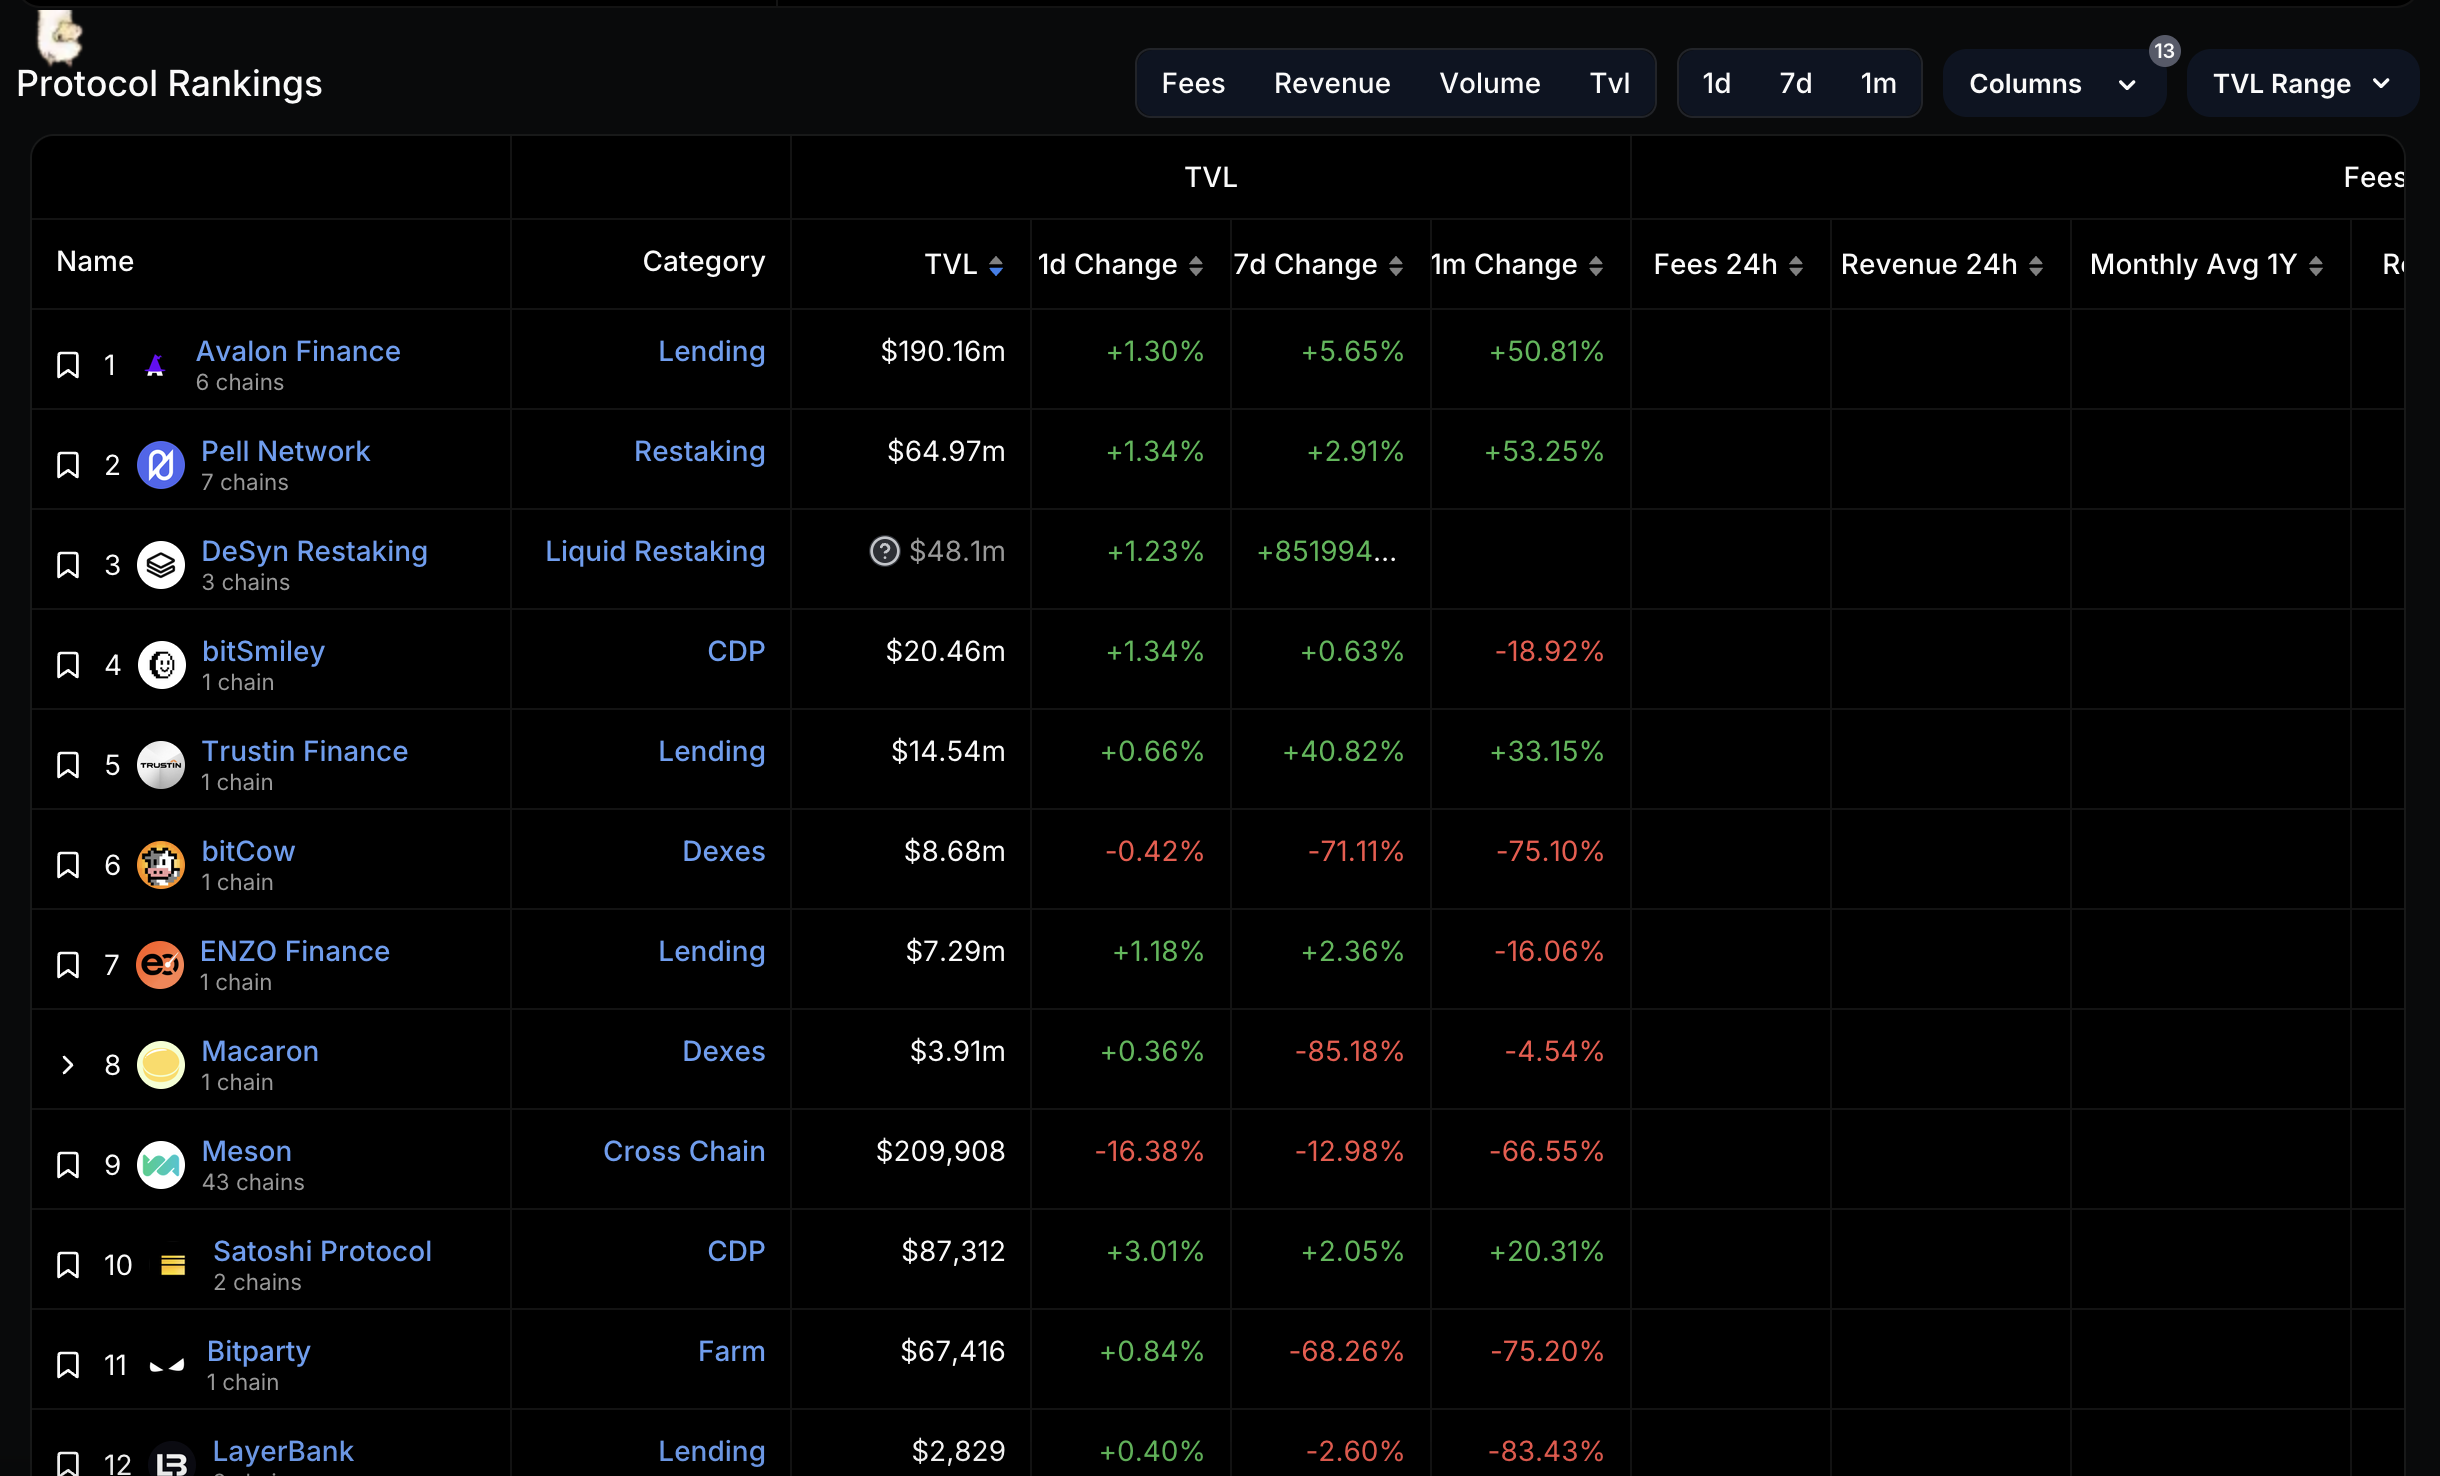 13
Protocol Rankings
Fees Revenue Volume Tvl 1d 7d 1m Columns TVL Range
TVL Fees
Name Category TVL 1d Change 7d Change 1m Change Fees 24h Revenue 24h Monthly Avg 1Y
1 Avalon Finance Lending $190.16m +1.30% +5.65% +50.81%
6 chains
2 Pell Network Restaking $64.97m +1.34% +2.91% +53.25%
7 chains
3 DeSyn Restaking Liquid Restaking ? $48.1m +1.23% +851994...
3 chains
4 bitSmiley CDP $20.46m +1.34% +0.63% -18.92%
1 chain
5 TRUSTIN Trustin Finance Lending $14.54m +0.66% +40.82% +33.15%
1 chain
6 bitCow Dexes $8.68m -0.42% -71.11% -75.10%
1 chain
7 ENZO Finance Lending $7.29m +1.18% +2.36% -16.06%
1 chain
8 Macaron Dexes $3.91m +0.36% -85.18% -4.54%
1 chain
9 Meson Cross Chain $209,908 -16.38% -12.98% -66.55%
43 chains
10 Satoshi Protocol CDP $87,312 +3.01% +2.05% +20.31%
2 chains
11 Bitparty Farm $67,416 +0.84% -68.26% -75.20%
1 chain
12 LayerBank Lending $2,829 +0.40% -2.60% -83.43%